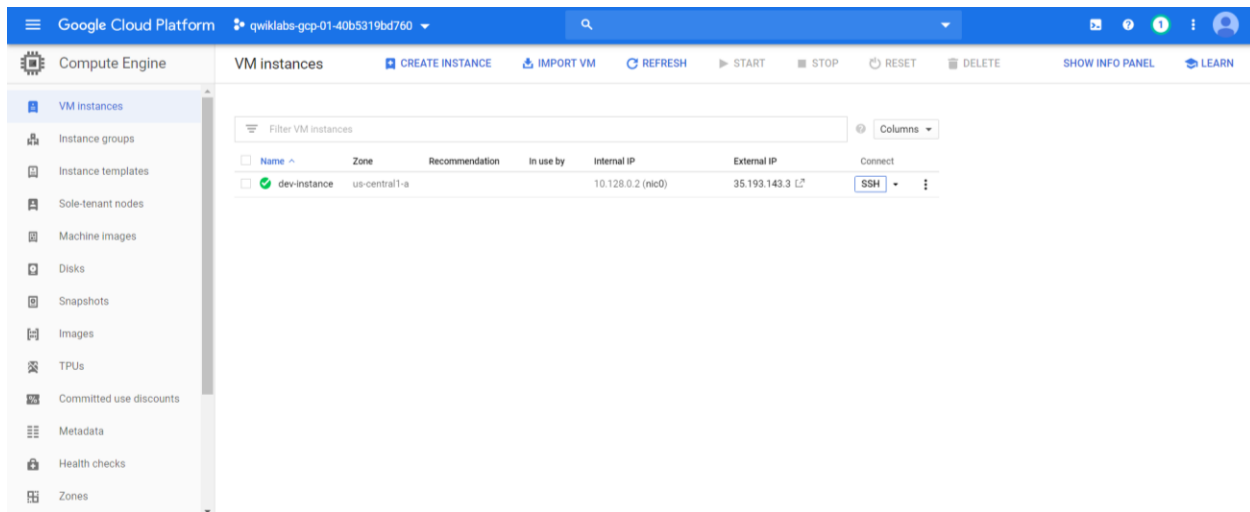 Google Cloud Platform qwiklabs-gcp-01-40b5319bd760 1
Compute Engine VM instances CREATE INSTANCE IMPORT VM REFRESH START STOP RESET DELETE SHOW INFO PANEL LEARN
VM instances
Instance groups
Instance templates
Sole-tenant nodes
Machine images
Disks
Snapshots
Images
TPUs
Committed use discounts
Metadata
Health checks
Zones
Filter VM instances Columns
Name Zone Recommendation In use by Internal IP External IP Connect
dev-instance us-central1-a 10.128.0.2 (nic0) 35.193.143.3 SSH